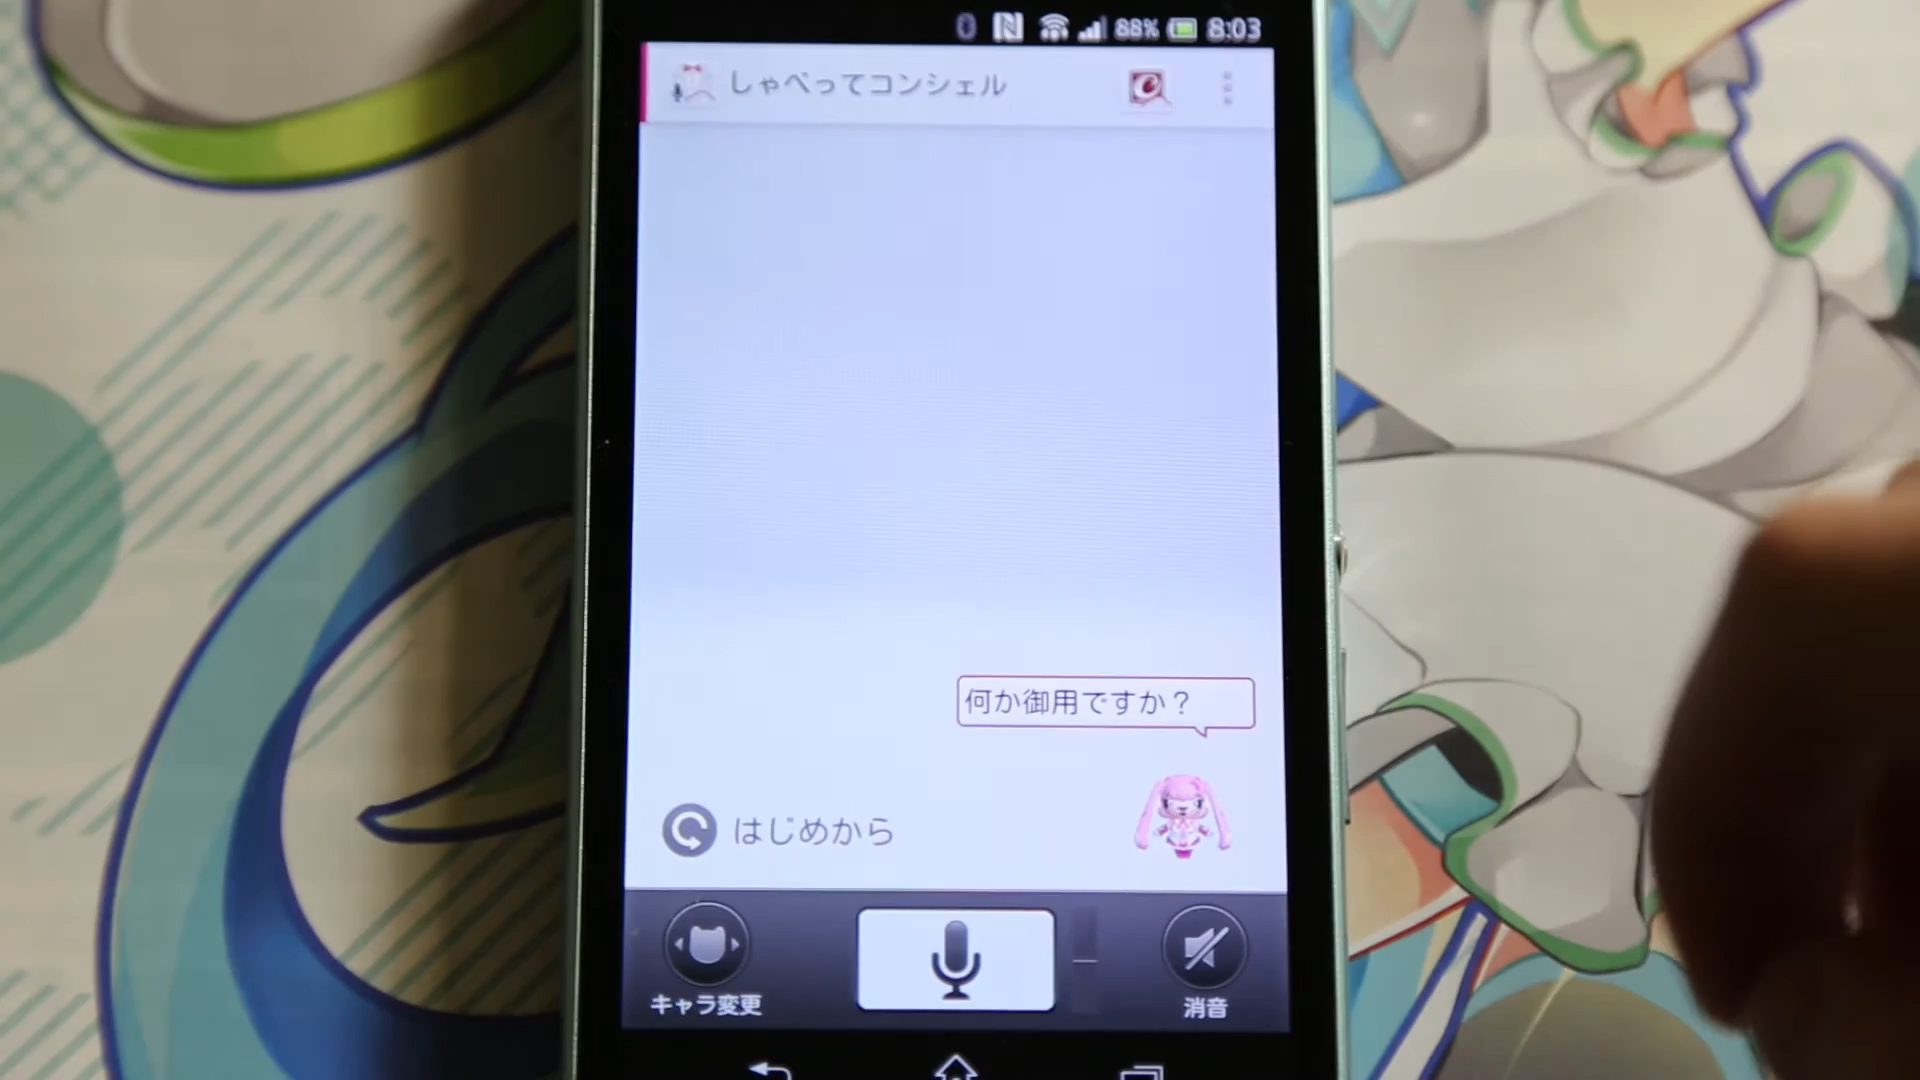 88% 8:03
しゃべってコンシェル
何か御用ですか？
はじめから
キャラ変更
消音